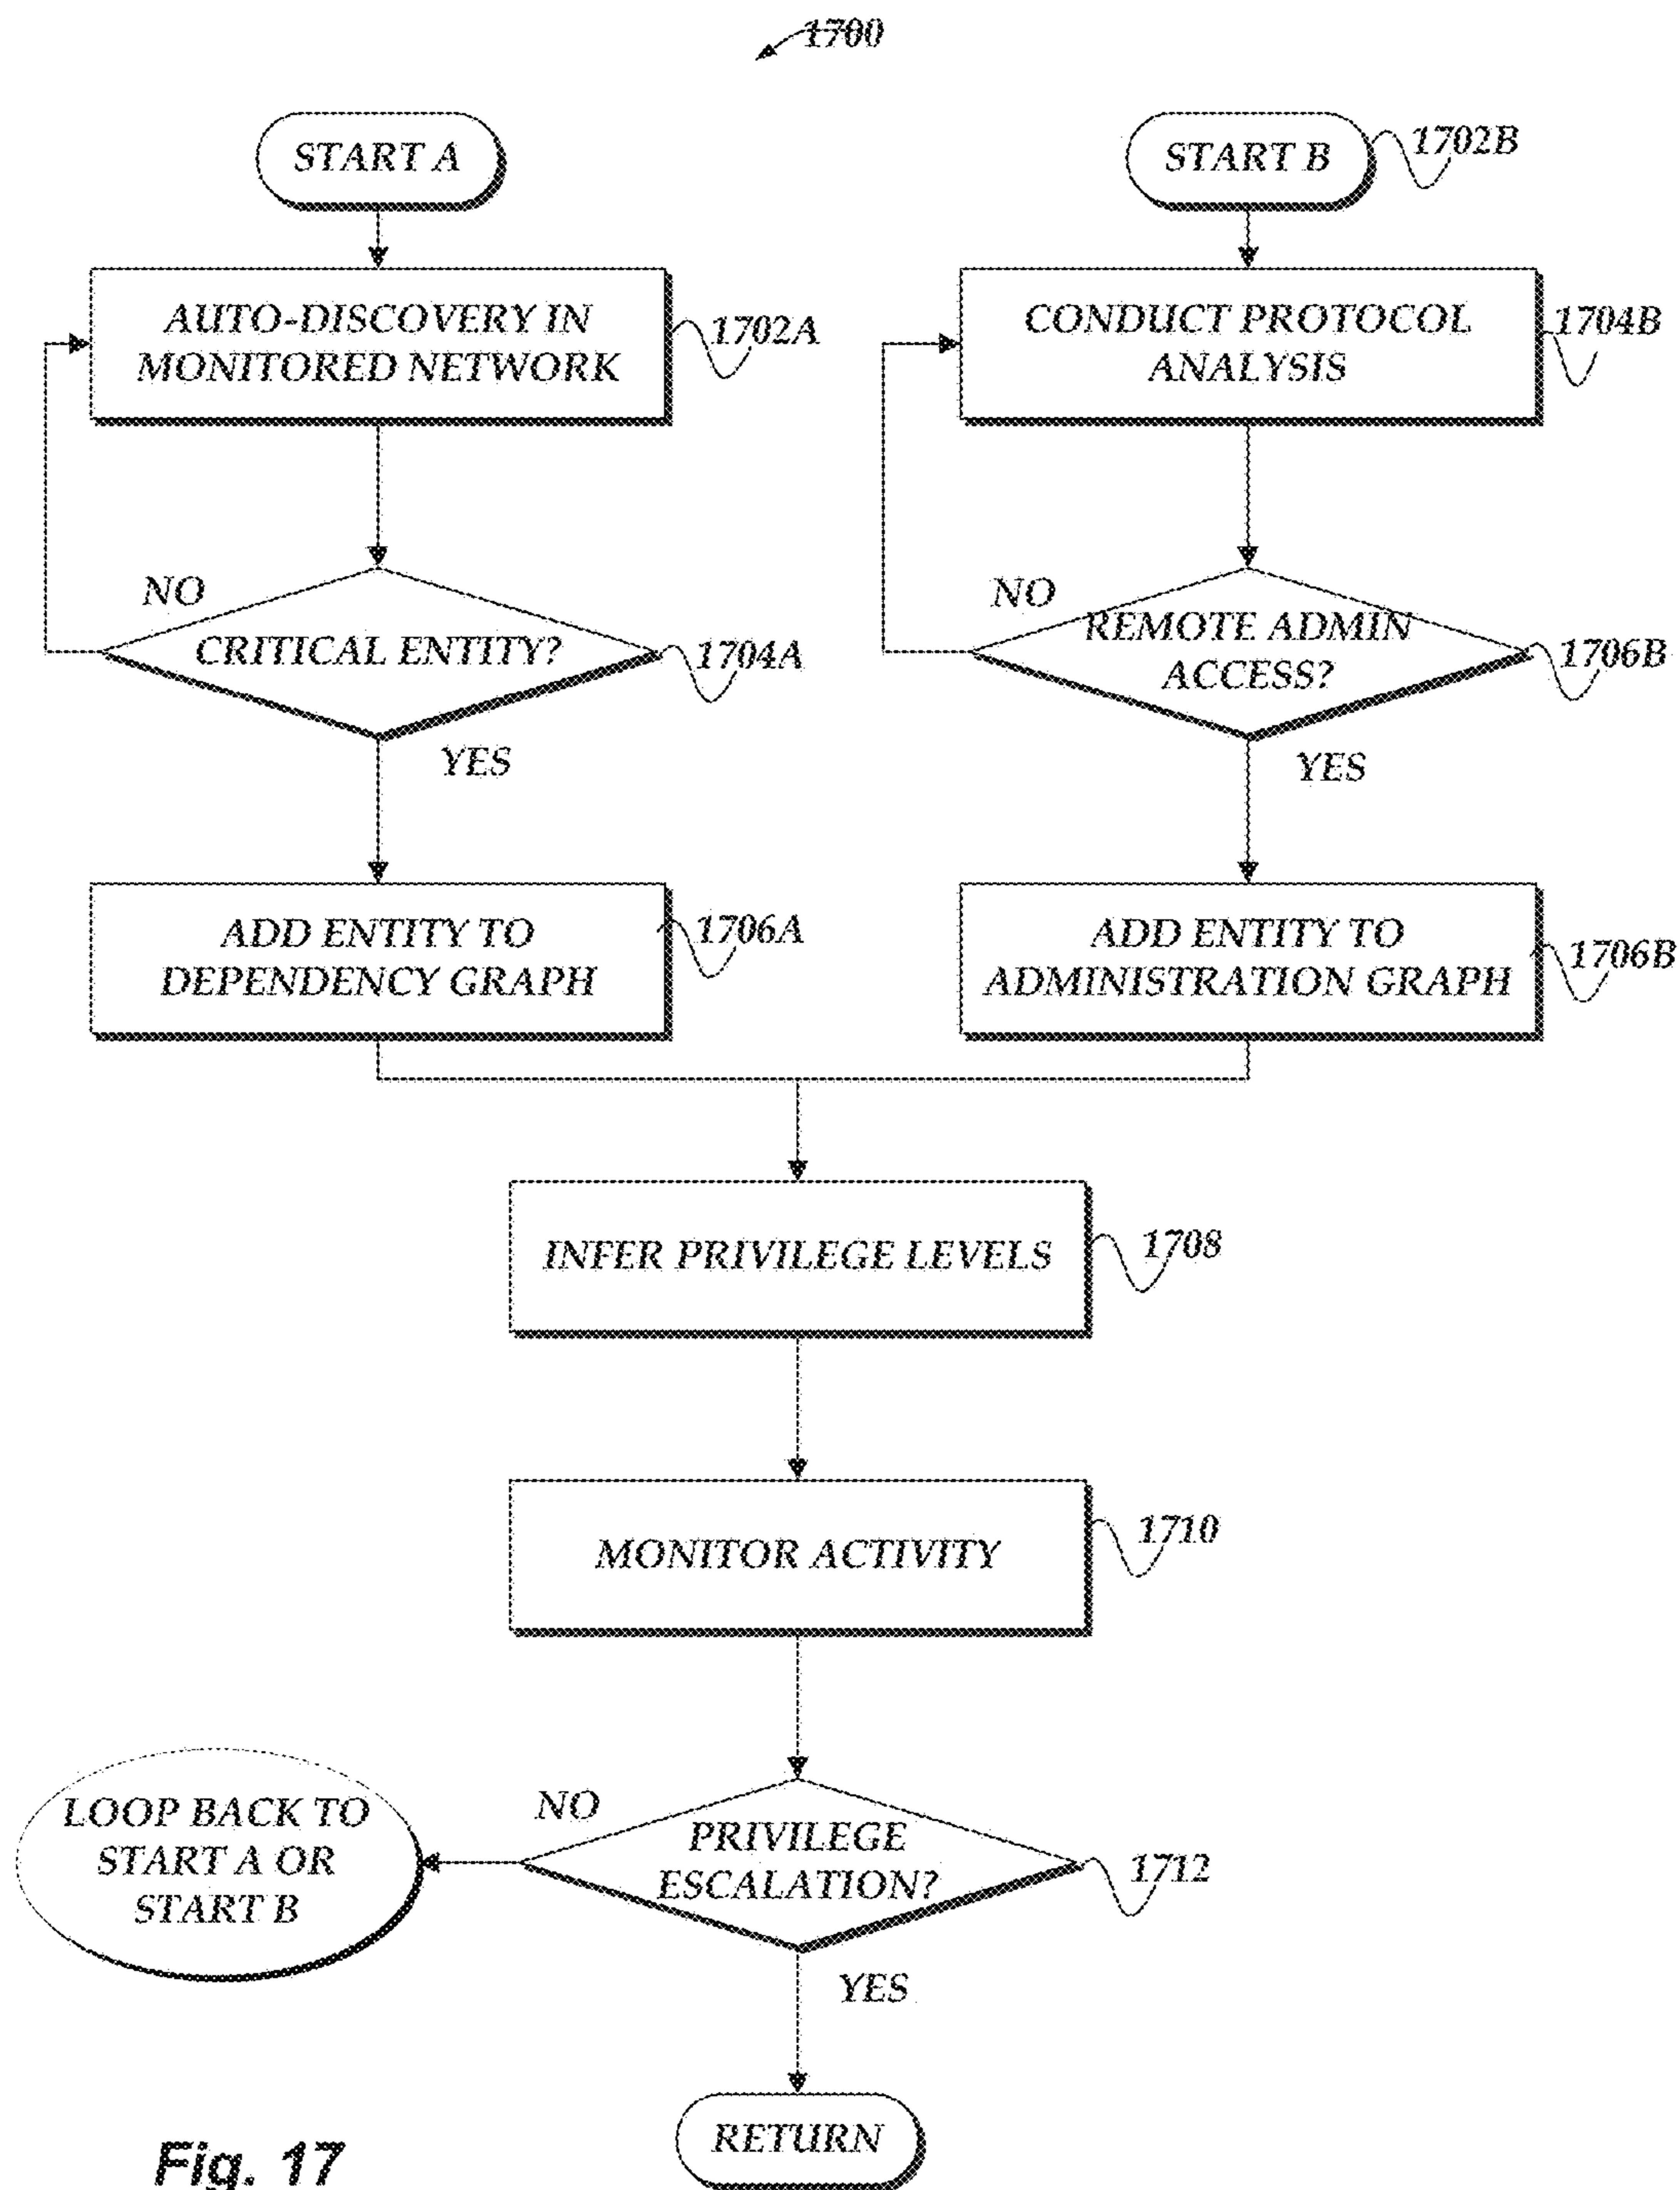 1700
START A
START B
1702B
AUTO-DISCOVERY IN
MONITORED NETWORK
1702A
CONDUCT PROTOCOL
ANALYSIS
1704B
NO
CRITICAL ENTITY?
1704A
YES
NO
REMOTE ADMIN
ACCESS?
1706B
YES
ADD ENTITY TO
DEPENDENCY GRAPH
1706A
ADD ENTITY TO
ADMINISTRATION GRAPH
1706B
INFER PRIVILEGE LEVELS
1708
MONITOR ACTIVITY
1710
LOOP BACK TO
START A OR
START B
NO
PRIVILEGE
ESCALATION?
1712
YES
RETURN
Fig. 17